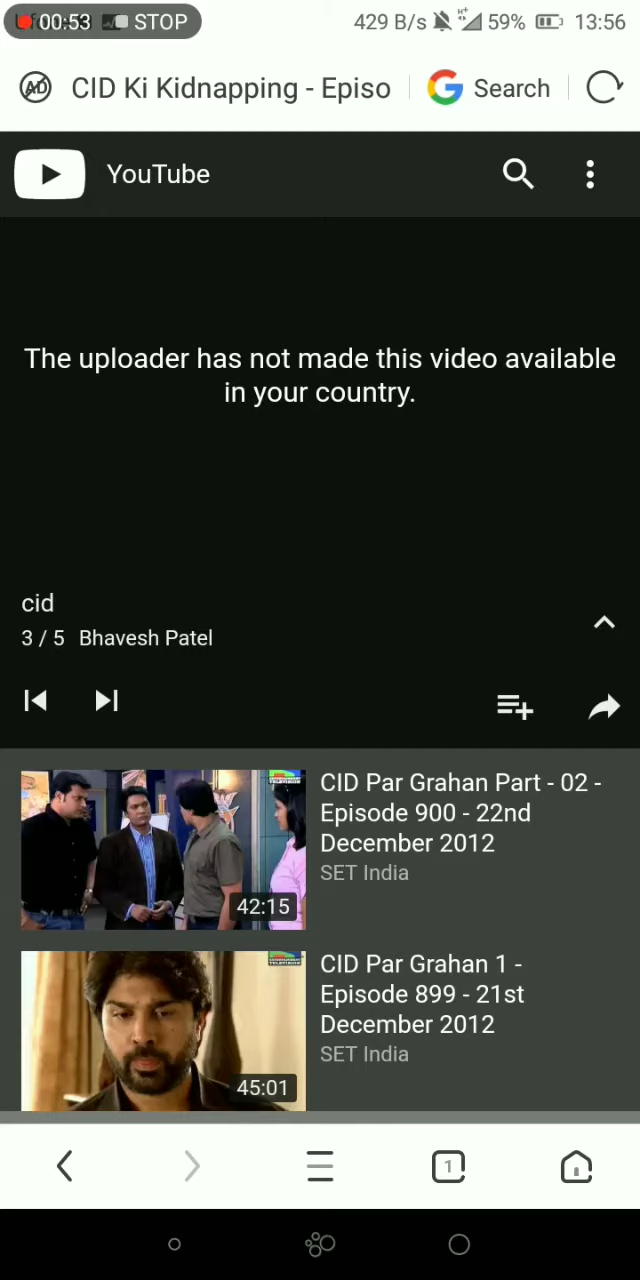 00:53 STOP 429 B/s 59% 13:56
AD CID Ki Kidnapping - Episo Search
YouTube
The uploader has not made this video available
in your country.
cid
3 / 5 Bhavesh Patel
CID Par Grahan Part - 02 -
Episode 900 - 22nd
December 2012
SET India
42:15
CID Par Grahan 1 -
Episode 899 - 21st
December 2012
SET India
45:01
1